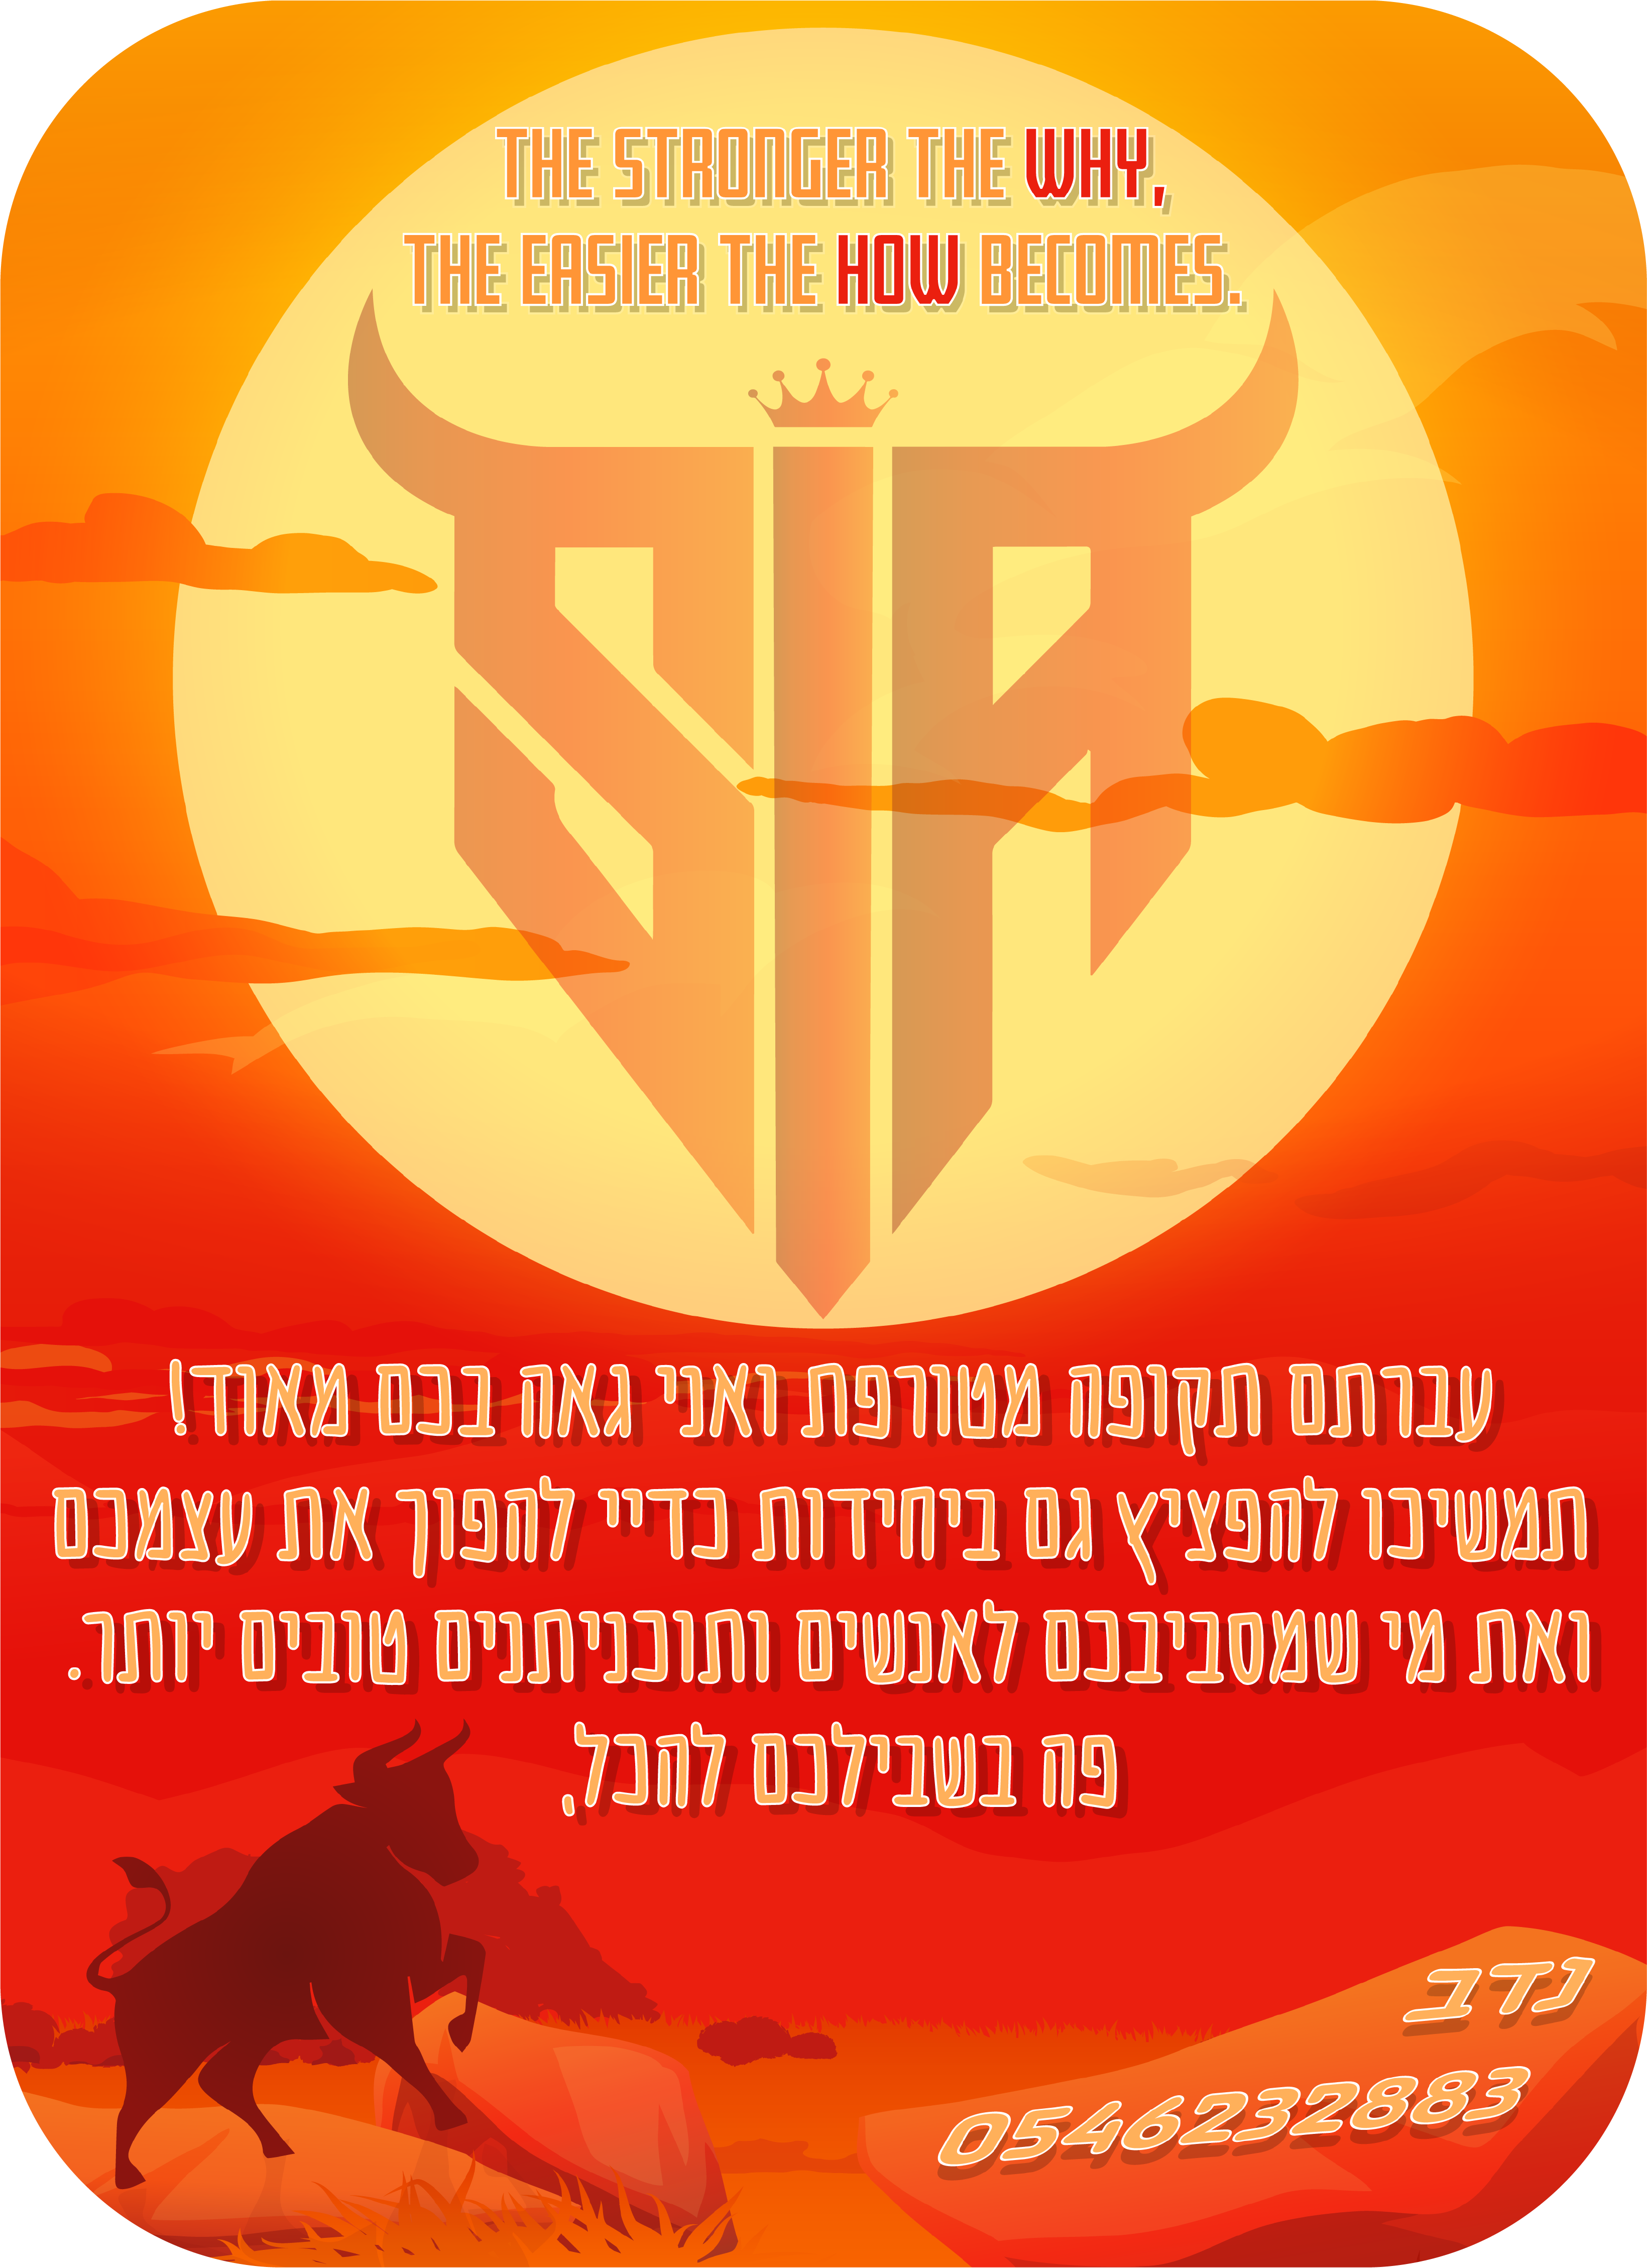 THE STRONGER THE WHY,
THE EASIER THE HOW BECOMES.
עברתם תקופה מטורפת ואני גאה בכם מאוד!
תמשיכו להפציץ גם ביחידות כדיי להפוך את עצמכם
ואת מי שמסביבכם לאנשים ותוכניתנים טובים יותר.
פה בשבילכם להכל,
נדב
0546232883